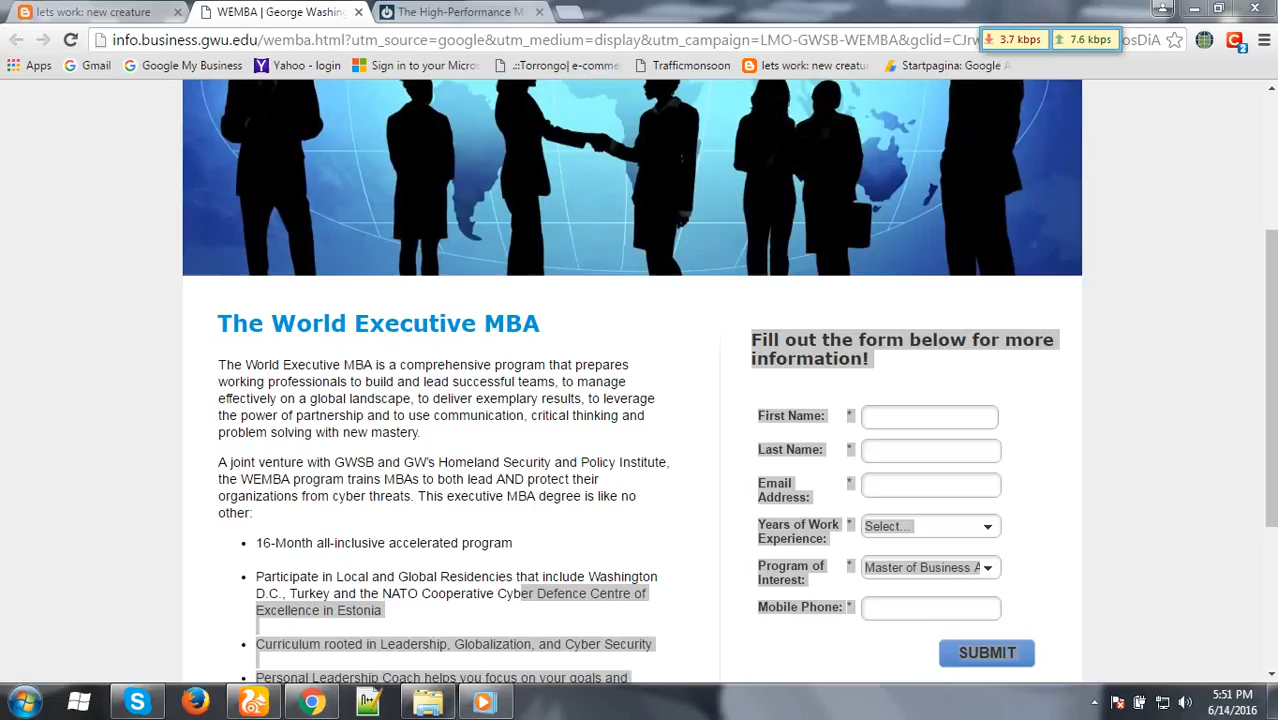 lets work: new creature
WEMBA | George Washing
The High-Performance M
info.business.gwu.edu/wemba.html?utm_source=google&utm_medium=display&utm_campaign=LMO-GWSB-WEMBA&gclid=CJrw
3.7 kbps
7.6 kbps
osDiA
2
Apps
Gmail
Google My Business
Yahoo - login
Sign in to your Micros
.::Torrongo| e-comme
Trafficmonsoon
lets work: new creatu
Startpagina: Google A
The World Executive MBA
The World Executive MBA is a comprehensive program that prepares
working professionals to build and lead successful teams, to manage
effectively on a global landscape, to deliver exemplary results, to leverage
the power of partnership and to use communication, critical thinking and
problem solving with new mastery.
A joint venture with GWSB and GW's Homeland Security and Policy Institute,
the WEMBA program trains MBAs to both lead AND protect their
organizations from cyber threats. This executive MBA degree is like no
other:
• 16-Month all-inclusive accelerated program
• Participate in Local and Global Residencies that include Washington
D.C., Turkey and the NATO Cooperative Cyber Defence Centre of
Excellence in Estonia
• Curriculum rooted in Leadership, Globalization, and Cyber Security
• Personal Leadership Coach helps you focus on your goals and
Fill out the form below for more
information!
First Name: *
Last Name: *
Email *
Address:
Years of Work * Select...
Experience:
Program of * Master of Business A
Interest:
Mobile Phone: *
SUBMIT
5:51 PM
6/14/2016